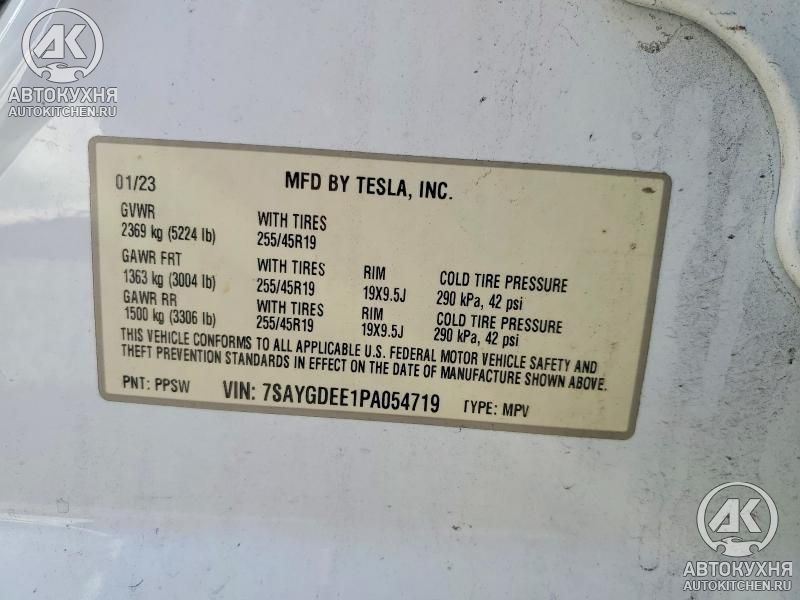 AK
АВТОКУХНЯ
AUTOKITCHEN.RU
01/23 MFD BY TESLA, INC.
GVWR
2369 kg (5224 lb)
WITH TIRES
255/45R19
GAWR FRT
1363 kg (3004 lb)
WITH TIRES
255/45R19
RIM
19X9.5J
COLD TIRE PRESSURE
290 kPa, 42 psi
GAWR RR
1500 kg (3306 lb)
WITH TIRES
255/45R19
RIM
19X9.5J
COLD TIRE PRESSURE
290 kPa, 42 psi
THIS VEHICLE CONFORMS TO ALL APPLICABLE U.S. FEDERAL MOTOR VEHICLE SAFETY AND
THEFT PREVENTION STANDARDS IN EFFECT ON THE DATE OF MANUFACTURE SHOWN ABOVE.
PNT: PPSW VIN: 7SAYGDEE1PA054719 TYPE: MPV
AK
АВТОКУХНЯ
AUTOKITCHEN.RU